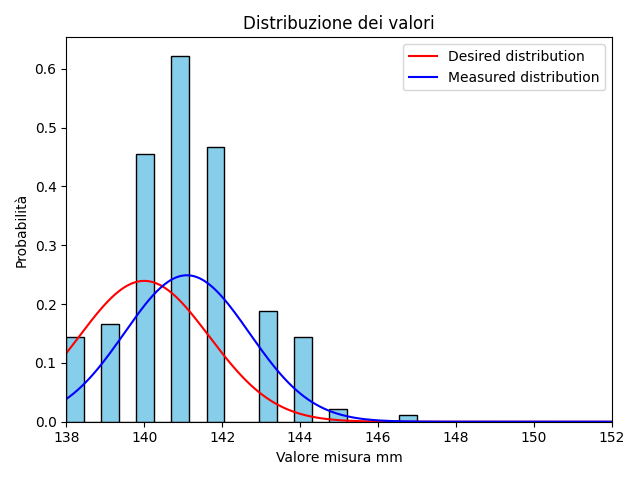 Distribuzione dei valori
Desired distribution
Measured distribution
Probabilità
0.6
0.5
0.4
0.3
0.2
0.1
0.0
138 140 142 144 146 148 150 152
Valore misura mm